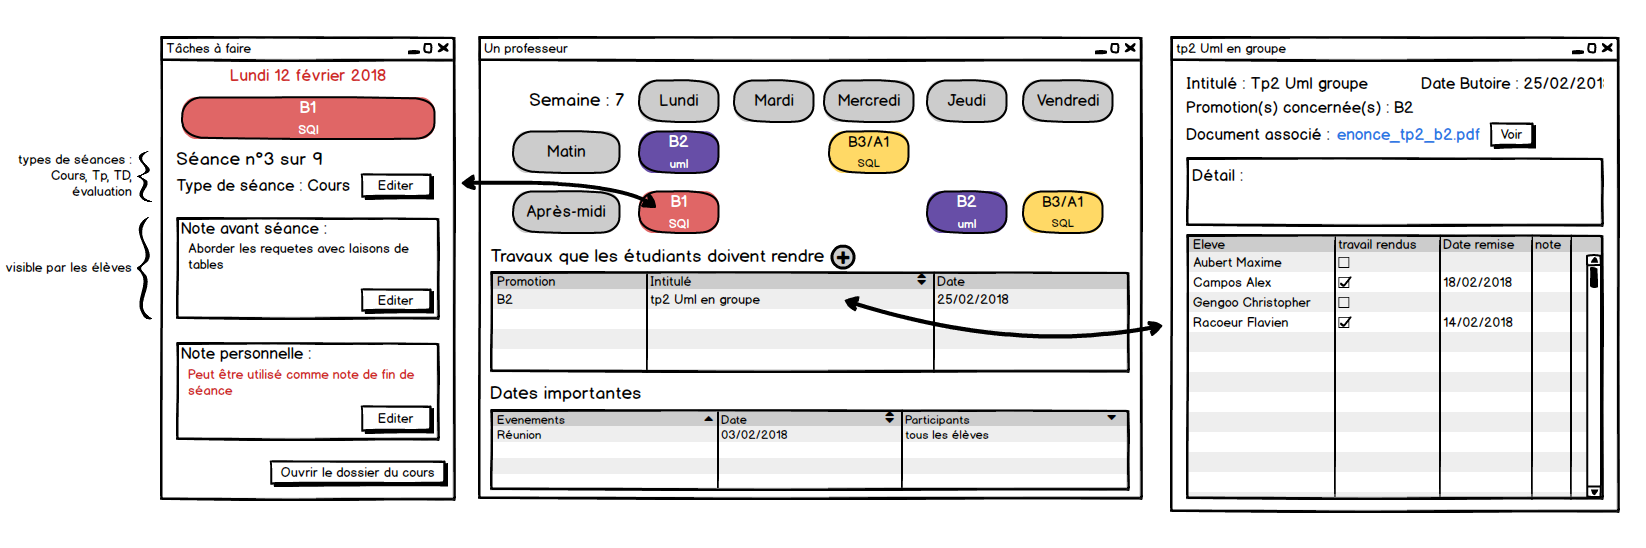 types de séances :
Cours, Tp, TD,
évaluation
visible par les élèves
Tâches à faire
Lundi 12 février 2018
B1
SQl
Séance n°3 sur 9
Type de séance : Cours
Editer
Note avant séance :
Aborder les requetes avec laisons de
tables
Editer
Note personnelle :
Peut être utilisé comme note de fin de
séance
Editer
Ouvrir le dossier du cours
Un professeur
Semaine : 7 Lundi Mardi Mercredi Jeudi Vendredi
Matin B2 B3/A1
uml SQL
Après-midi B1 B2 B3/A1
SQl uml SQL
Travaux que les étudiants doivent rendre
Promotion Intitulé Date
B2 tp2 Uml en groupe 25/02/2018
Dates importantes
Evenements Date Participants
Réunion 03/02/2018 tous les élèves
tp2 Uml en groupe
Intitulé : Tp2 Uml groupe Date Butoire : 25/02/201
Promotion(s) concernée(s) : B2
Document associé : enonce_tp2_b2.pdf Voir
Détail :
Eleve travail rendus Date remise note
Aubert Maxime
Campos Alex 18/02/2018
Gengoo Christopher
Racoeur Flavien 14/02/2018